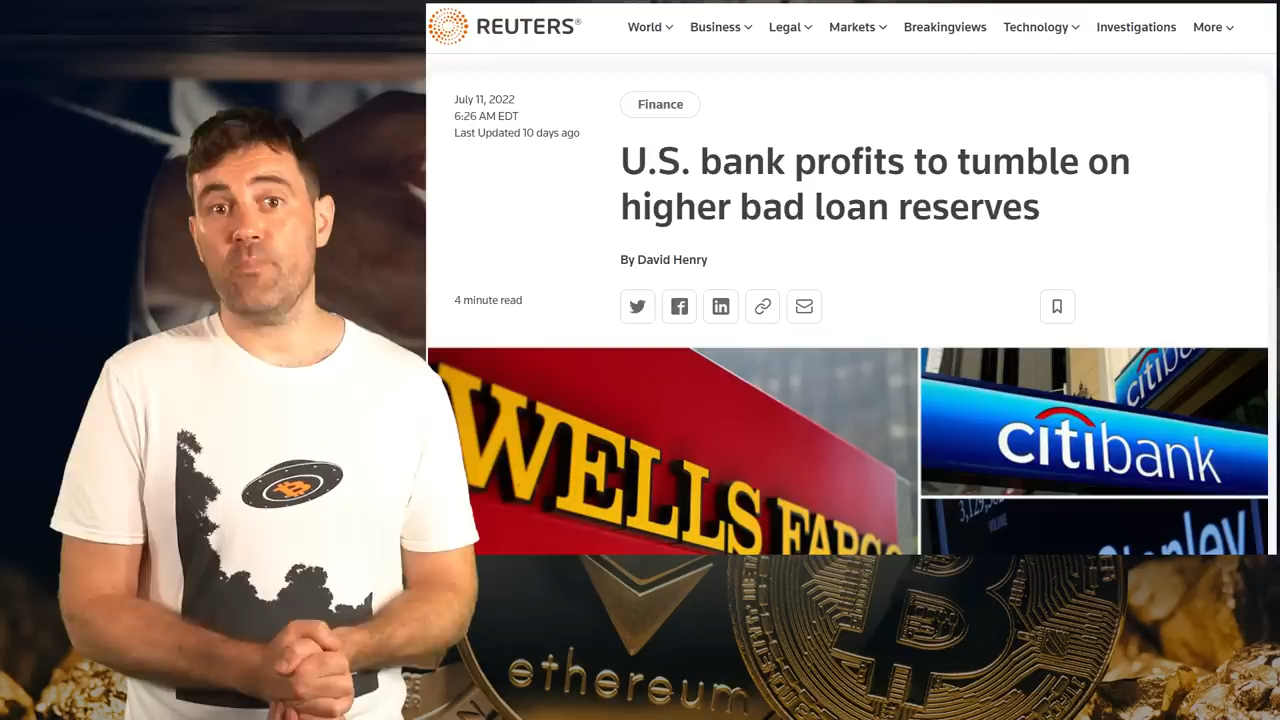 REUTERS®
World Business Legal Markets Breakingviews Technology Investigations More
July 11, 2022
6:26 AM EDT
Last Updated 10 days ago
Finance
U.S. bank profits to tumble on
higher bad loan reserves
By David Henry
4 minute read
WELLS FARGO
citibank
ethereum